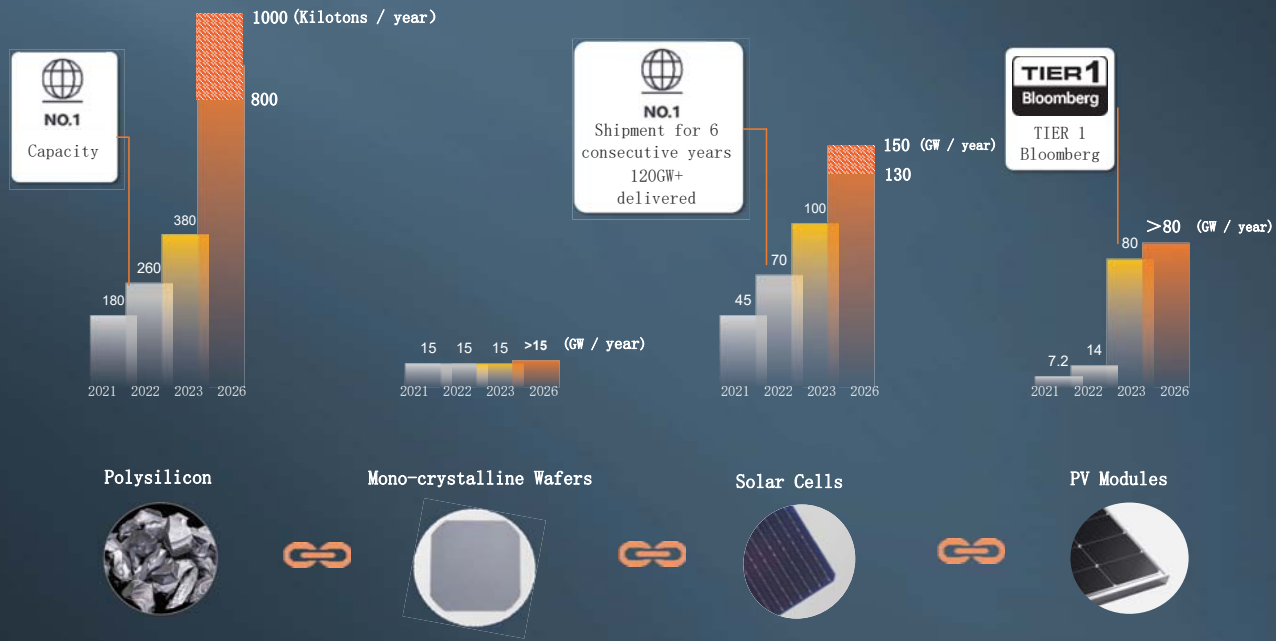 1000 (Kilotons / year)
800
NO.1
Capacity
180
260
380
2021 2022 2023 2026
15 15 15 >15 (GW / year)
2021 2022 2023 2026
NO.1
Shipment for 6
consecutive years
120GW+
delivered
150 (GW / year)
130
45
70
100
2021 2022 2023 2026
TIER1
Bloomberg
TIER 1
Bloomberg
7.2
14
80
>80 (GW / year)
2021 2022 2023 2026
Polysilicon
Mono-crystalline Wafers
Solar Cells
PV Modules